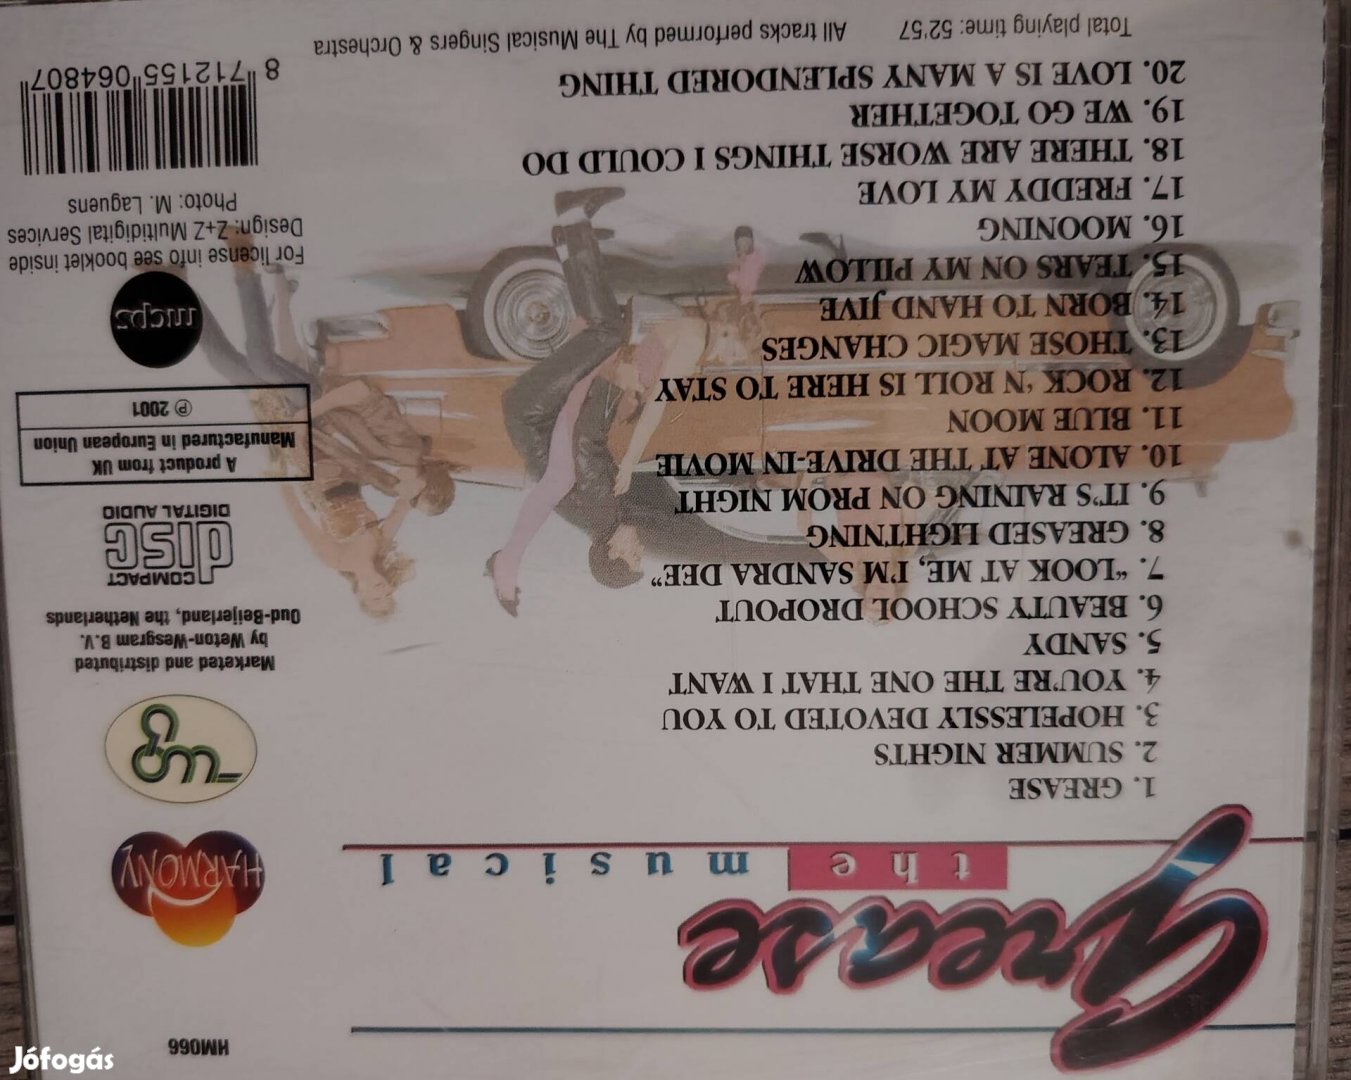 HM066
Grease
the musical
1. GREASE
2. SUMMER NIGHTS
3. HOPELESSLY DEVOTED TO YOU
4. YOU'RE THE ONE THAT I WANT
5. SANDY
6. BEAUTY SCHOOL DROPOUT
7. "LOOK AT ME, I'M SANDRA DEE"
8. GREASED LIGHTNING
9. IT'S RAINING ON PROM NIGHT
10. ALONE AT THE DRIVE-IN MOVIE
11. BLUE MOON
12. ROCK 'N ROLL IS HERE TO STAY
13. THOSE MAGIC CHANGES
14. BORN TO HAND JIVE
15. TEARS ON MY PILLOW
16. MOONING
17. FREDDY MY LOVE
18. THERE ARE WORSE THINGS I COULD DO
19. WE GO TOGETHER
20. LOVE IS A MANY SPLENDORED THING
Total playing time: 52'57
All tracks performed by The Musical Singers & Orchestra
HARMONY
Marketed and distributed
by Weton-Wesgram B.V.
Oud-Beijerland, the Netherlands
COMPACT
disc
DIGITAL AUDIO
A product from UK
Manufactured in European Union
℗ 2001
mcps
For license info see booklet inside
Design: Z+Z Multidigital Services
Photo: M. Laguens
8 712155 064807
Jófogás